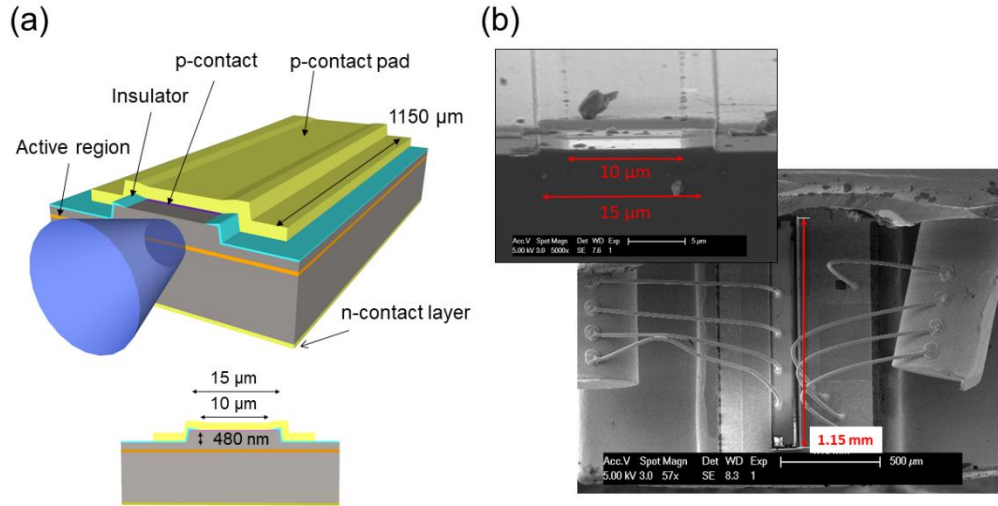 (a)
p-contact
p-contact pad
Insulator
1150 µm
Active region
n-contact layer
15 µm
10 µm
480 nm
(b)
10 µm
15 µm
Acc.V Spot Magn Det WD Exp
5.00 kV 3.0 5000x SE 7.6 1
5 µm
1.15 mm
Acc.V Spot Magn Det WD Exp
5.00 kV 3.0 57x SE 8.3 1
500 µm